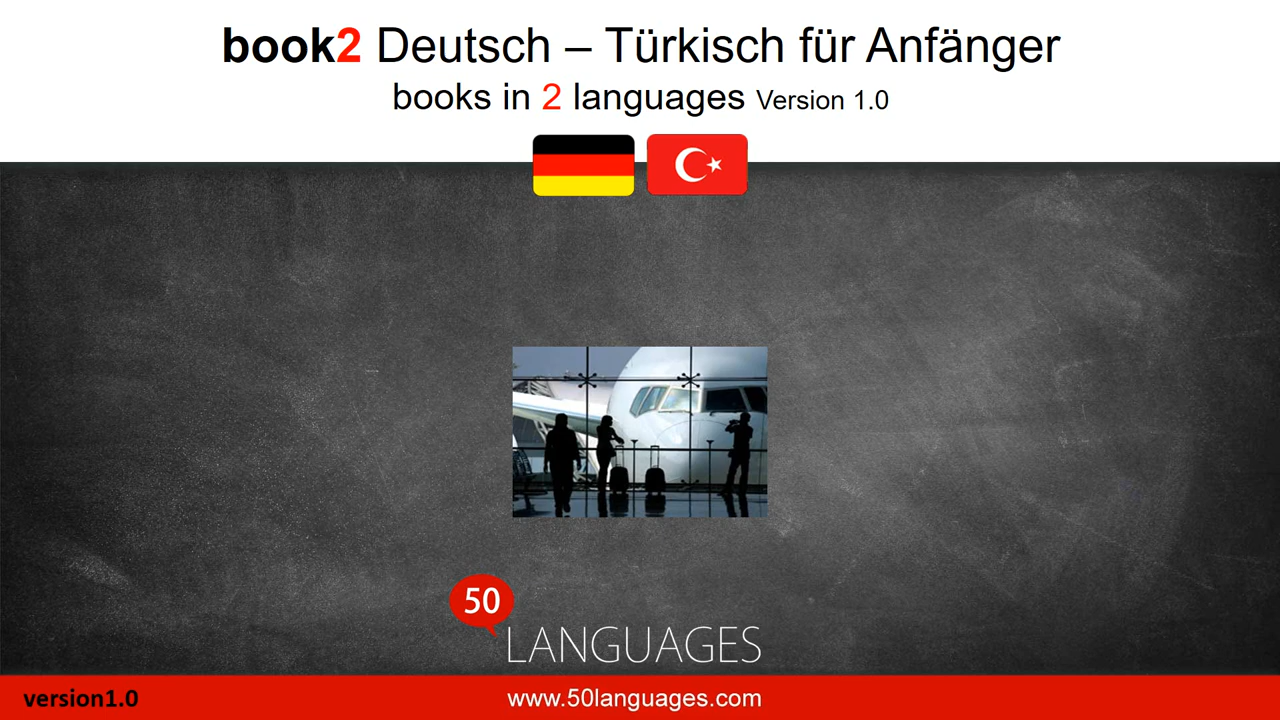 book2 Deutsch – Türkisch für Anfänger
books in 2 languages Version 1.0
50
LANGUAGES
version1.0
www.50languages.com